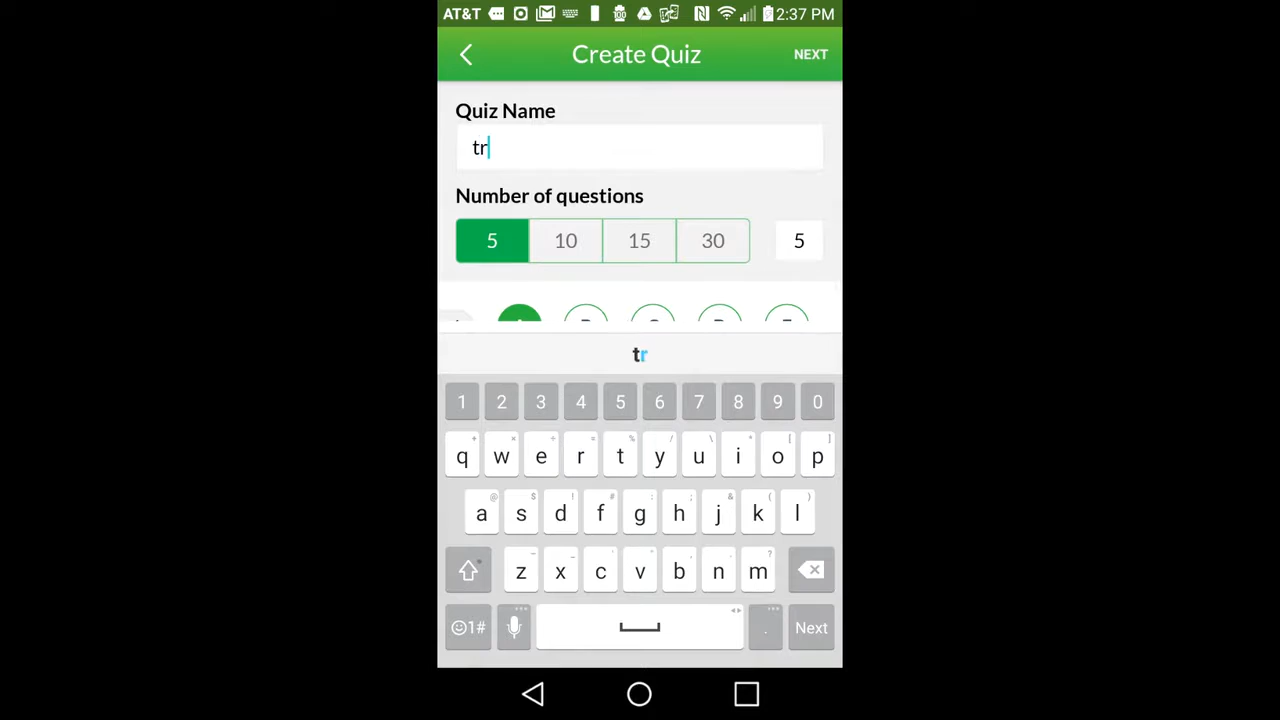 AT&T 2:37 PM
Create Quiz NEXT
Quiz Name
tr
Number of questions
5 10 15 30 5
tr
1 2 3 4 5 6 7 8 9 0
q w e r t y u i o p
a s d f g h j k l
z x c v b n m
1# . Next